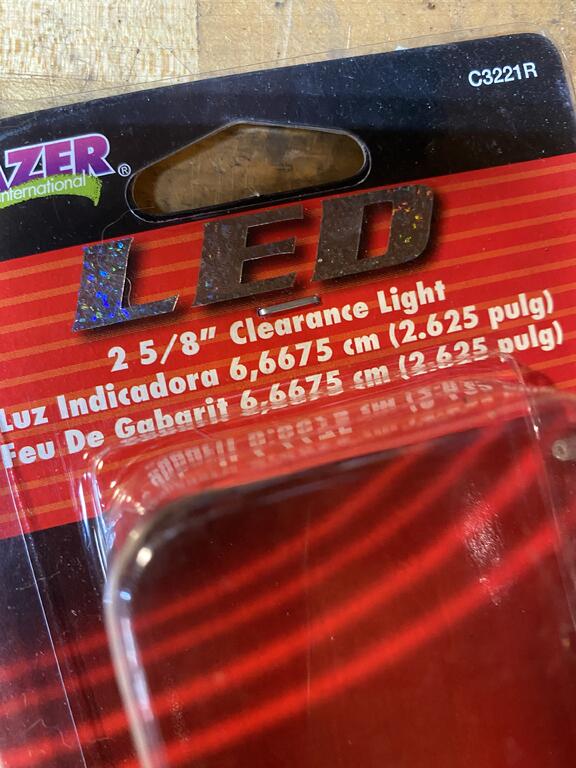 C3221R
AZER®
International
LED
2 5/8" Clearance Light
Luz Indicadora 6,6675 cm (2.625 pulg)
Feu De Gabarit 6,6675 cm (2.625 pulg)